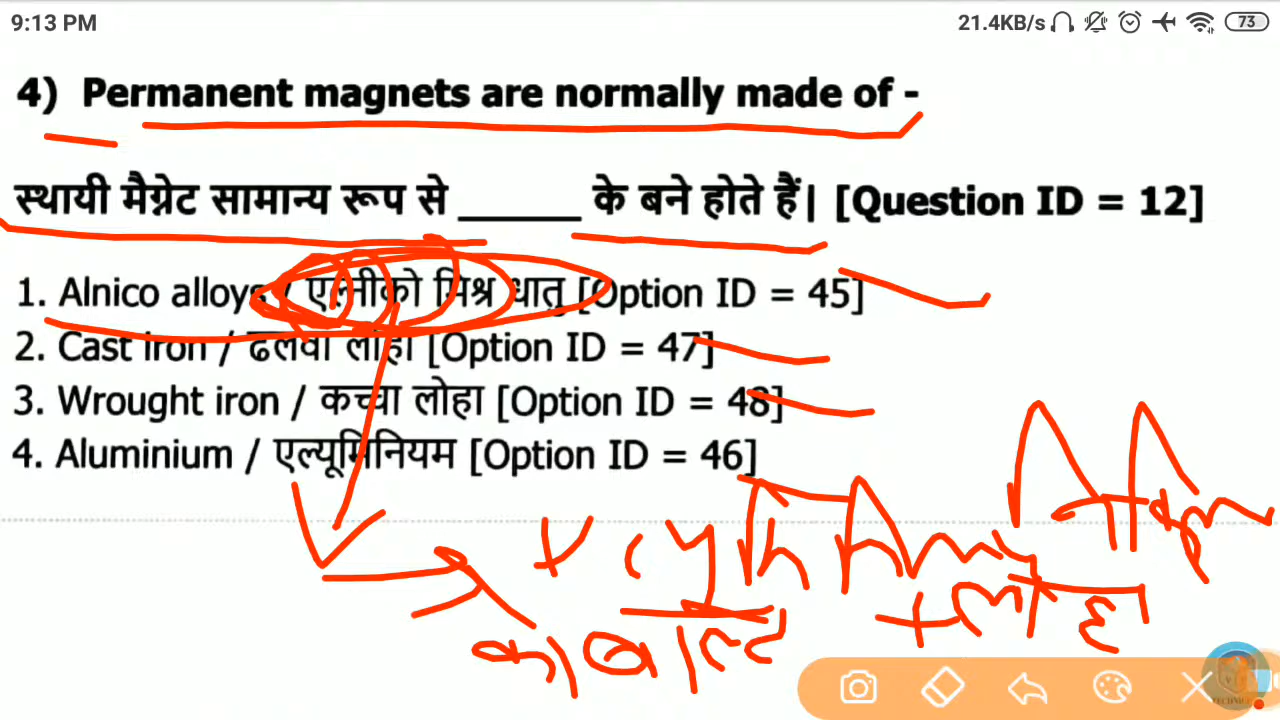 9:13 PM 21.4KB/s 73
4) Permanent magnets are normally made of -
स्थायी मैग्नेट सामान्य रूप से ______ के बने होते हैं| [Question ID = 12]
1. Alnico alloys / एल्नीको मिश्र धातु [Option ID = 45]
2. Cast iron / ढलवा लोहा [Option ID = 47]
3. Wrought iron / कच्चा लोहा [Option ID = 48]
4. Aluminium / एल्यूमिनियम [Option ID = 46]